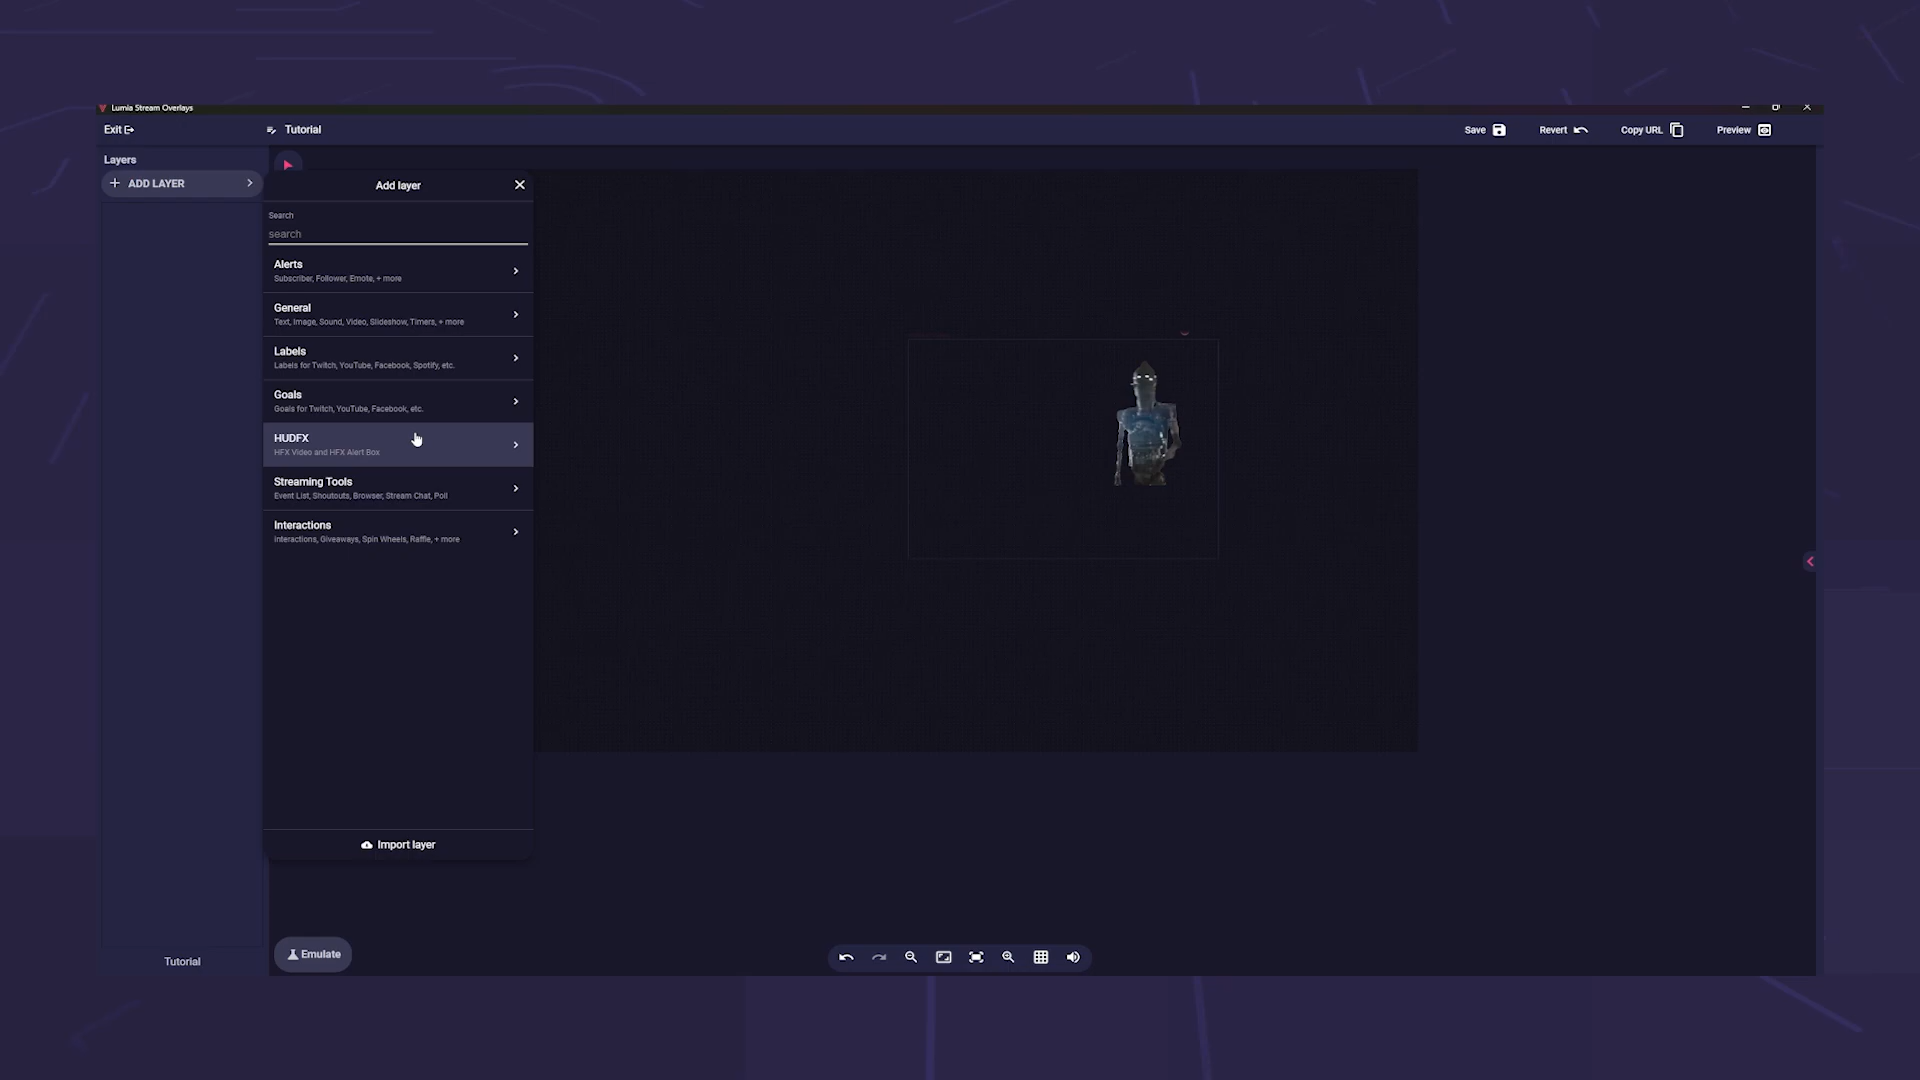 Lumia Stream Overlays
Exit
Tutorial
Save
Revert
Copy URL
Preview
Layers
ADD LAYER
Add layer
Search
search
Alerts
Subscriber, Follower, Emote, + more
General
Text, Image, Sound, Video, Slideshow, Timers, + more
Labels
Labels for Twitch, YouTube, Facebook, Spotify, etc.
Goals
Goals for Twitch, YouTube, Facebook, etc.
HUDFX
HFX Video and HFX Alert Box
Streaming Tools
Event List, Shoutouts, Browser, Stream Chat, Poll
Interactions
Interactions, Giveaways, Spin Wheels, Raffle, + more
Import layer
Emulate
Tutorial